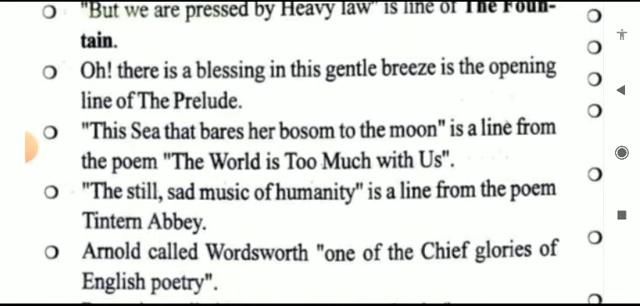 "But we are pressed by Heavy law" is line of The Foun-
tain.
Oh! there is a blessing in this gentle breeze is the opening
line of The Prelude.
"This Sea that bares her bosom to the moon" is a line from
the poem "The World is Too Much with Us".
"The still, sad music of humanity" is a line from the poem
Tintern Abbey.
Arnold called Wordsworth "one of the Chief glories of
English poetry".